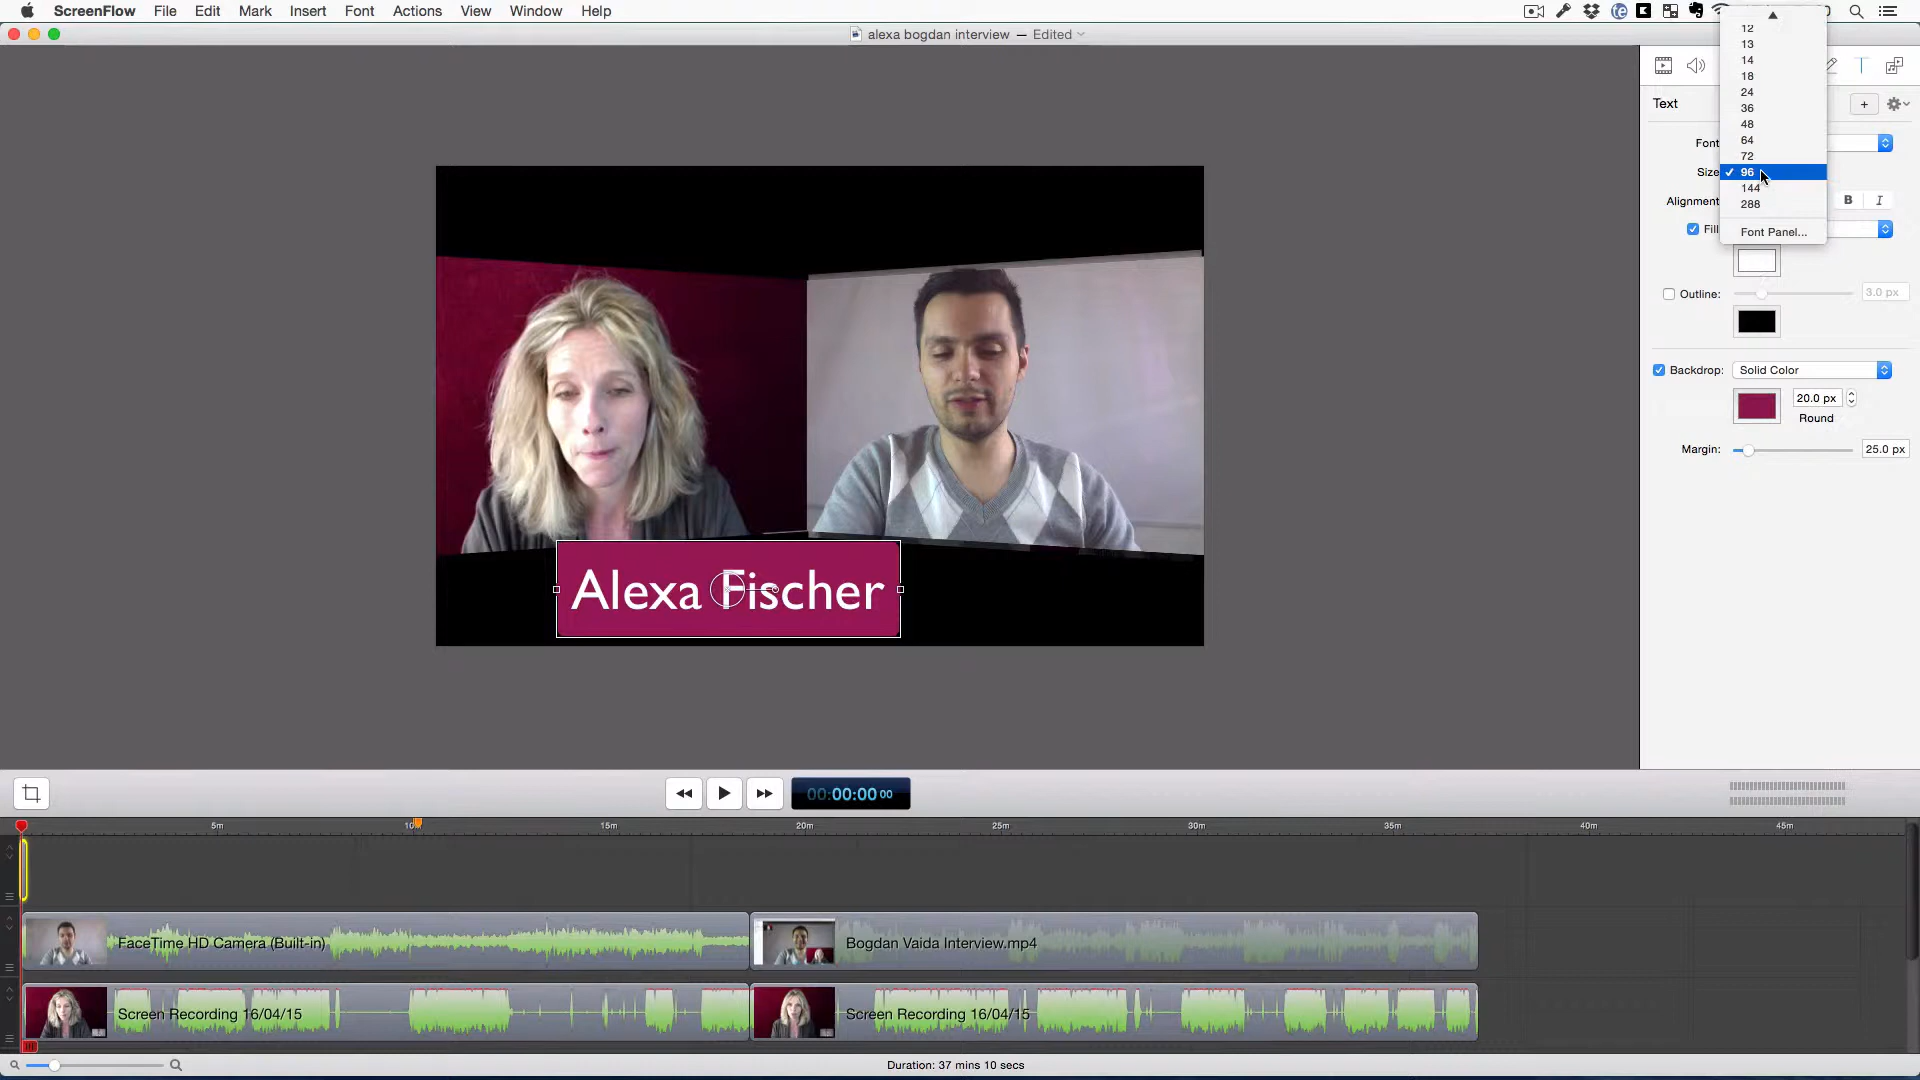 ScreenFlow File Edit Mark Insert Font Actions View Window Help
alexa bogdan interview — Edited
12
13
14
18
24
36
48
64
72
✓ 96
144
288
Font Panel...
Text
+
Font
Size
Alignment
B I
Fill
Outline:
3.0 px
Backdrop: Solid Color
20.0 px
Round
Margin:
25.0 px
Alexa Fischer
00:00:00 00
5m 10m 15m 20m 25m 30m 35m 40m 45m
FaceTime HD Camera (Built-in)
Bogdan Vaida Interview.mp4
Screen Recording 16/04/15
Screen Recording 16/04/15
Duration: 37 mins 10 secs